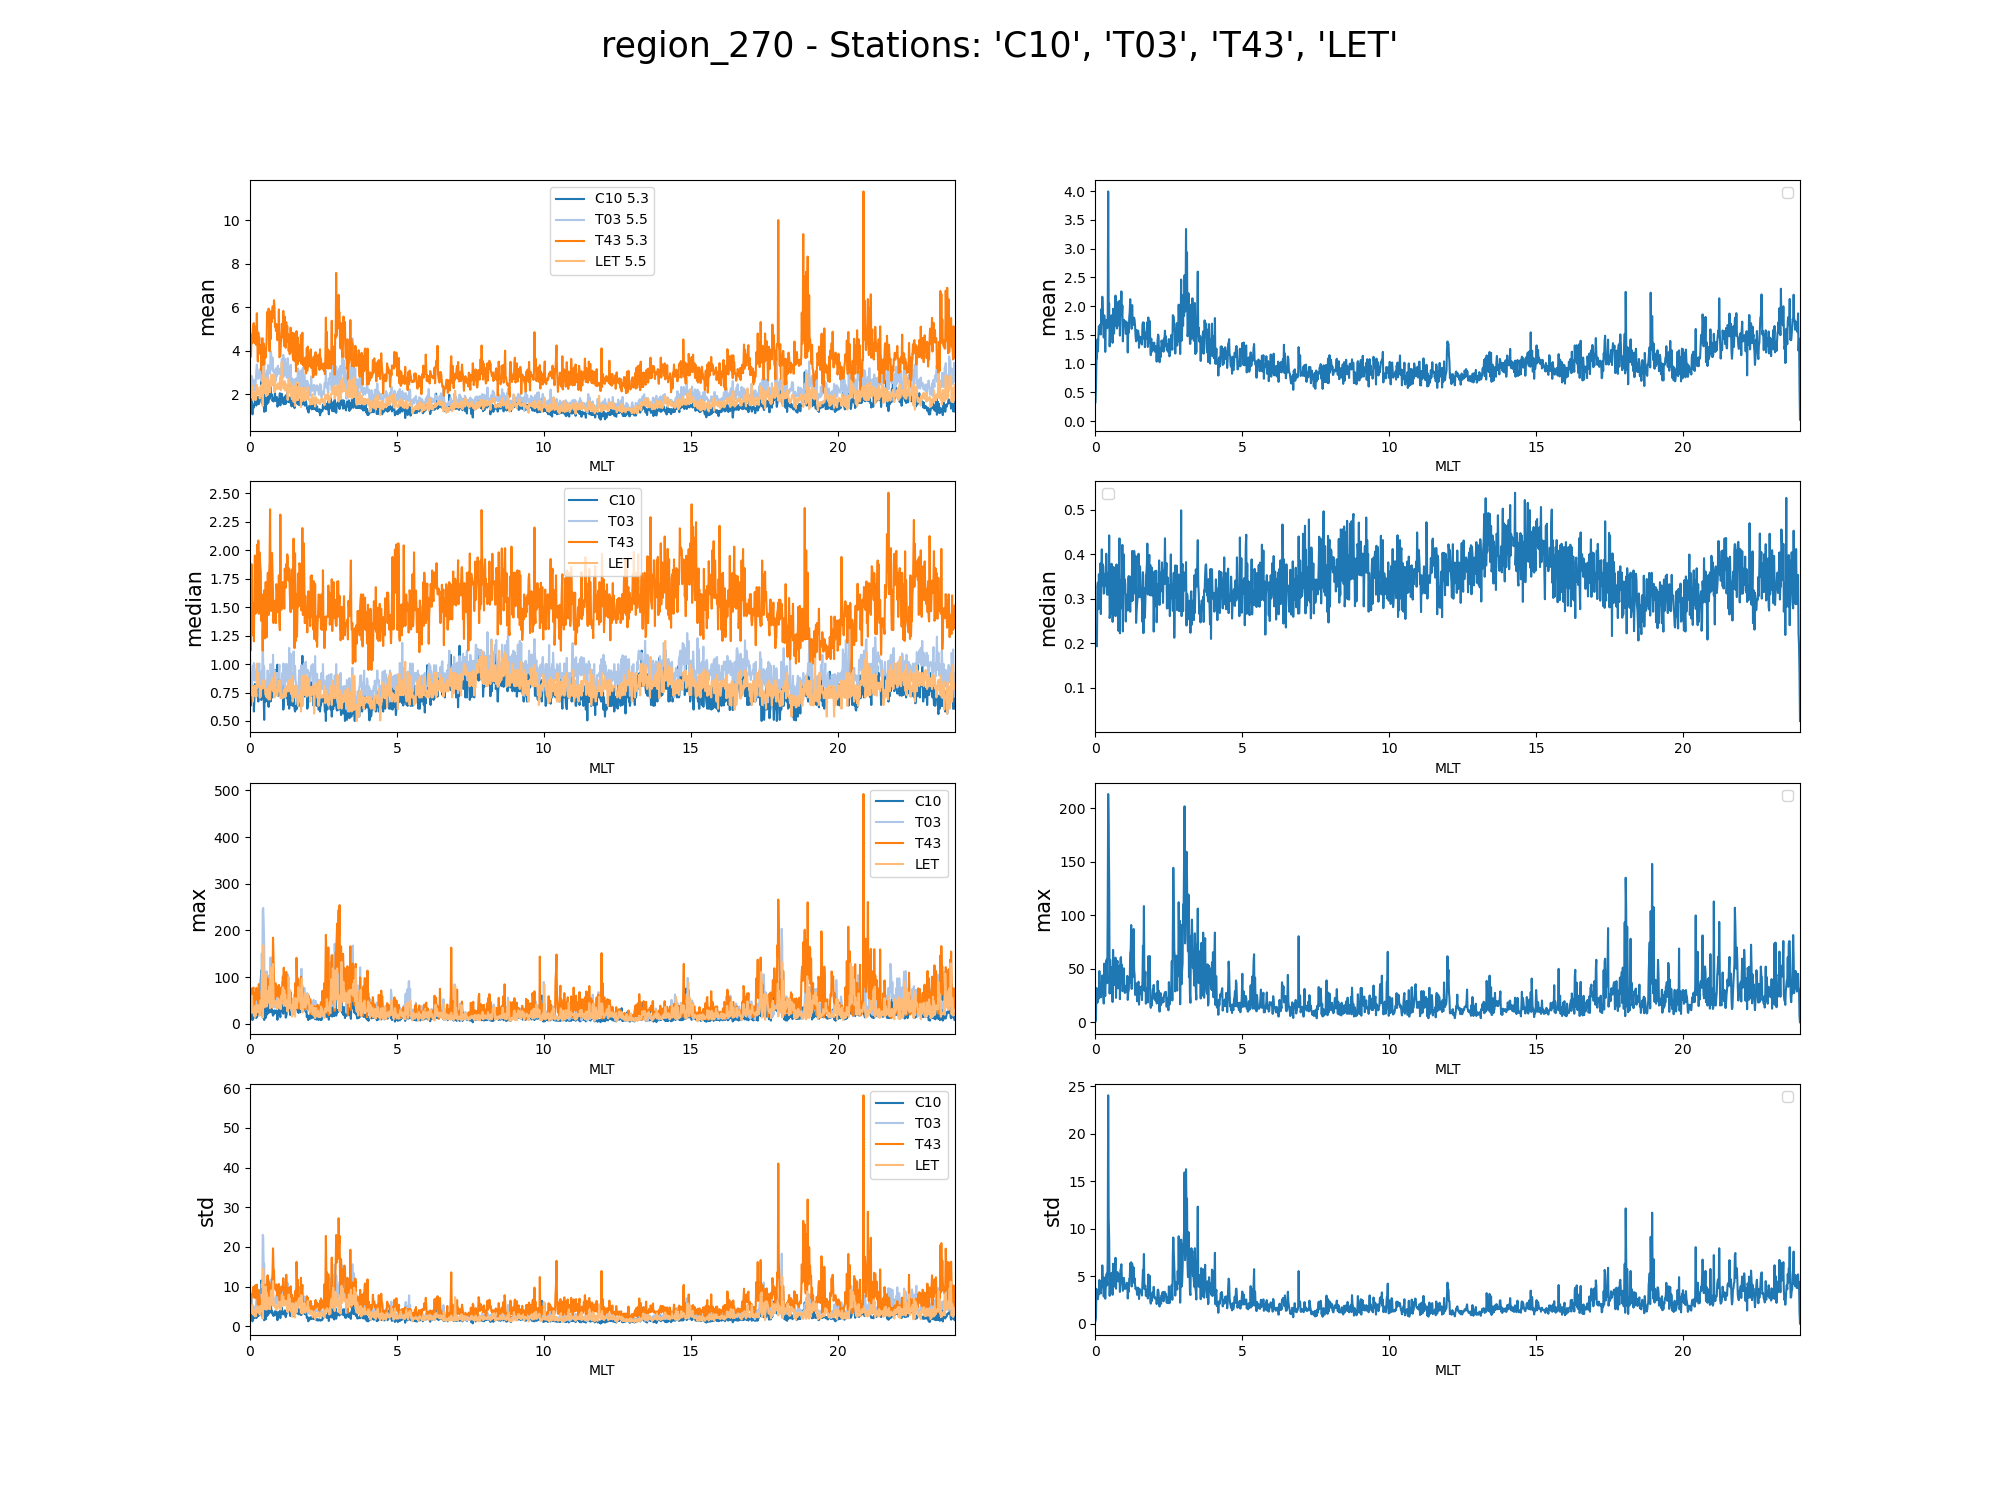 region_270 - Stations: 'C10', 'T03', 'T43', 'LET'
mean
10
8
6
4
2
C10 5.3
T03 5.5
T43 5.3
LET 5.5
0 5 10 15 20
MLT
mean
4.0
3.5
3.0
2.5
2.0
1.5
1.0
0.5
0.0
0 5 10 15 20
MLT
median
2.50
2.25
2.00
1.75
1.50
1.25
1.00
0.75
0.50
C10
T03
T43
LET
0 5 10 15 20
MLT
median
0.5
0.4
0.3
0.2
0.1
0 5 10 15 20
MLT
max
500
400
300
200
100
0
C10
T03
T43
LET
0 5 10 15 20
MLT
max
200
150
100
50
0
0 5 10 15 20
MLT
std
60
50
40
30
20
10
0
C10
T03
T43
LET
0 5 10 15 20
MLT
std
25
20
15
10
5
0
0 5 10 15 20
MLT